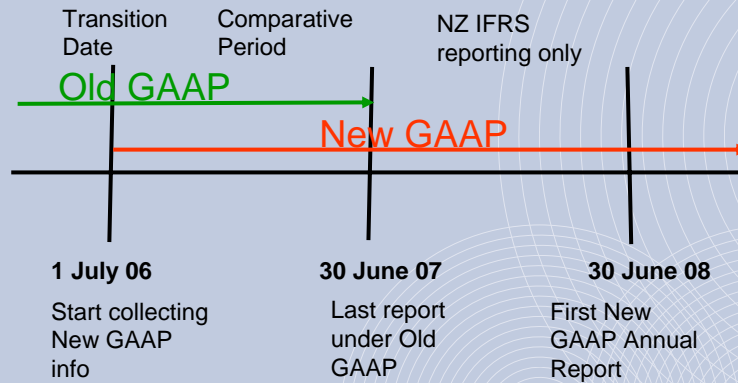 Transition
Date
Comparative
Period
NZ IFRS
reporting only
Old GAAP
New GAAP
1 July 06
30 June 07
30 June 08
Start collecting
New GAAP
info
Last report
under Old
GAAP
First New
GAAP Annual
Report